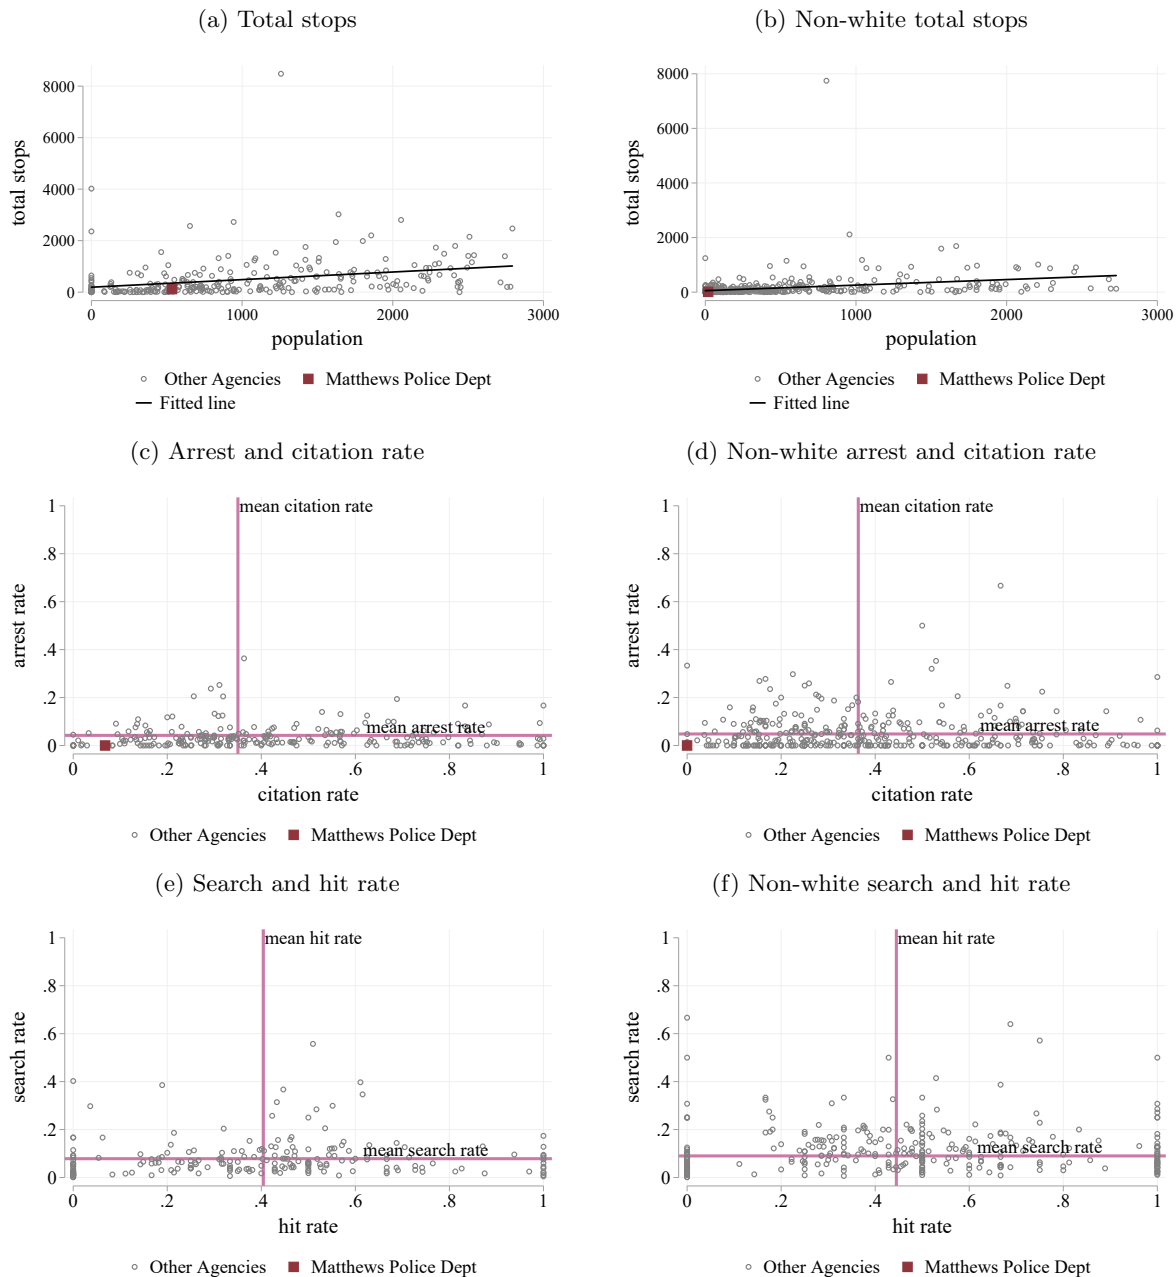 (a) Total stops
total stops
8000
6000
4000
2000
0
0 1000 2000 3000
population
Other Agencies Matthews Police Dept
Fitted line
(b) Non-white total stops
total stops
8000
6000
4000
2000
0
0 1000 2000 3000
population
Other Agencies Matthews Police Dept
Fitted line
(c) Arrest and citation rate
arrest rate
1
.8
.6
.4
.2
0
mean citation rate
mean arrest rate
0 .2 .4 .6 .8 1
citation rate
Other Agencies Matthews Police Dept
(d) Non-white arrest and citation rate
arrest rate
1
.8
.6
.4
.2
0
mean citation rate
mean arrest rate
0 .2 .4 .6 .8 1
citation rate
Other Agencies Matthews Police Dept
(e) Search and hit rate
search rate
1
.8
.6
.4
.2
0
mean hit rate
mean search rate
0 .2 .4 .6 .8 1
hit rate
Other Agencies Matthews Police Dept
(f) Non-white search and hit rate
search rate
1
.8
.6
.4
.2
0
mean hit rate
mean search rate
0 .2 .4 .6 .8 1
hit rate
Other Agencies Matthews Police Dept